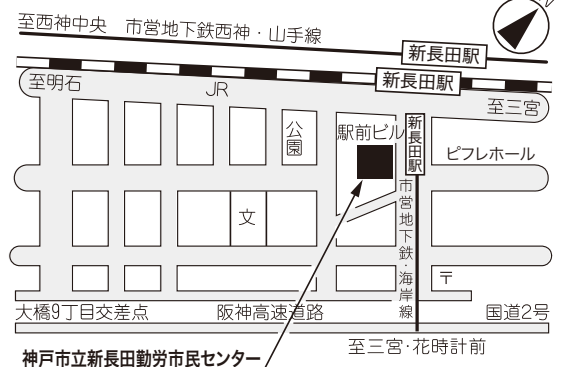 至西神中央 市営地下鉄西神・山手線
新長田駅
新長田駅
至明石
JR
至三宮
公園
駅前ビル
新長田駅
ピフレホール
市営地下鉄・海岸線
文
〒
大橋9丁目交差点
阪神高速道路
国道2号
至三宮・花時計前
神戸市立新長田勤労市民センター